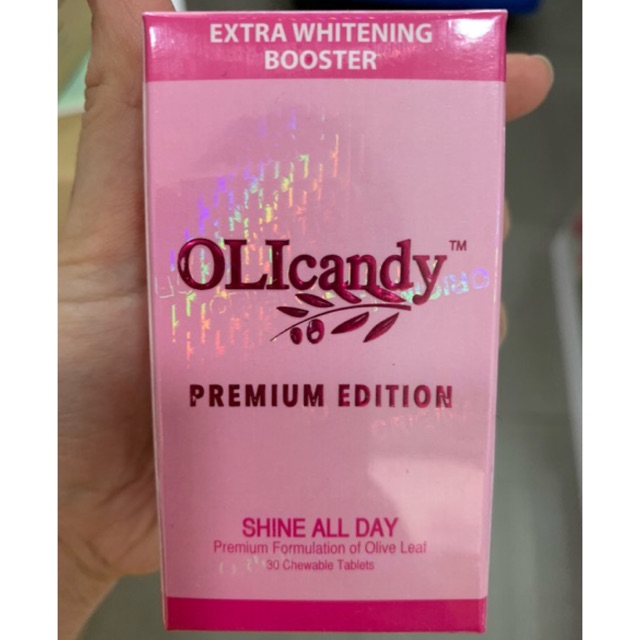 EXTRA WHITENING
BOOSTER
OLIcandy™
PREMIUM EDITION
SHINE ALL DAY
Premium Formulation of Olive Leaf
30 Chewable Tablets